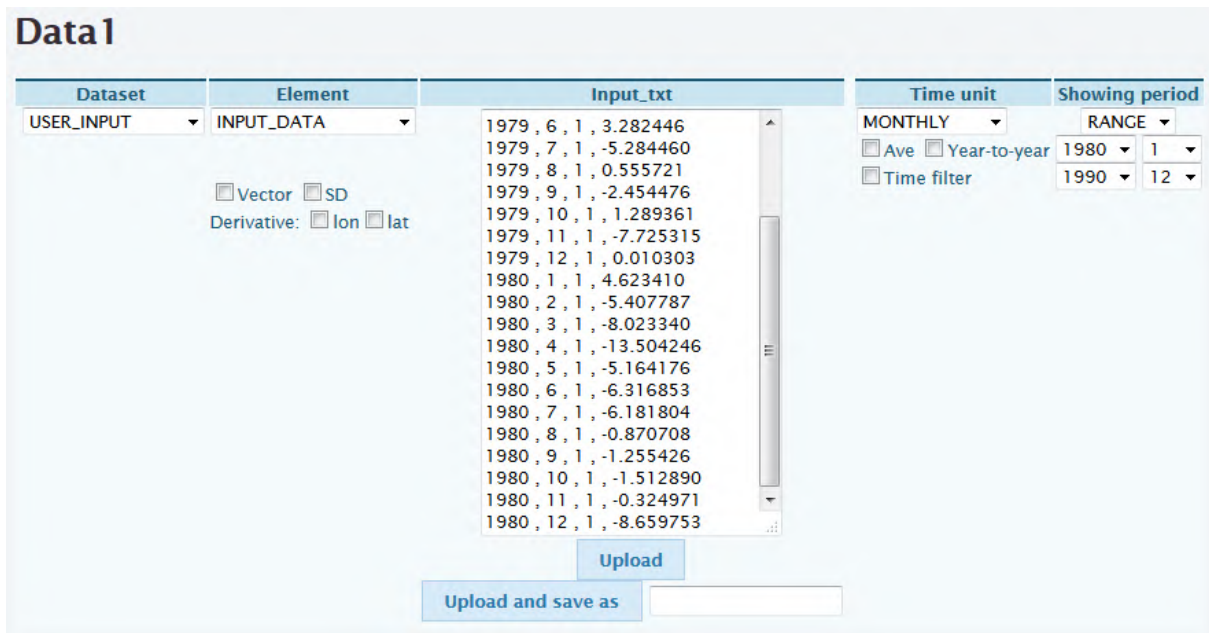 Data1
Dataset Element Input_txt Time unit Showing period
USER_INPUT INPUT_DATA MONTHLY RANGE
Ave Year-to-year 1980 1
Time filter 1990 12
Vector SD
Derivative: lon lat
1979 , 6 , 1 , 3.282446
1979 , 7 , 1 , -5.284460
1979 , 8 , 1 , 0.555721
1979 , 9 , 1 , -2.454476
1979 , 10 , 1 , 1.289361
1979 , 11 , 1 , -7.725315
1979 , 12 , 1 , 0.010303
1980 , 1 , 1 , 4.623410
1980 , 2 , 1 , -5.407787
1980 , 3 , 1 , -8.023340
1980 , 4 , 1 , -13.504246
1980 , 5 , 1 , -5.164176
1980 , 6 , 1 , -6.316853
1980 , 7 , 1 , -6.181804
1980 , 8 , 1 , -0.870708
1980 , 9 , 1 , -1.255426
1980 , 10 , 1 , -1.512890
1980 , 11 , 1 , -0.324971
1980 , 12 , 1 , -8.659753
Upload
Upload and save as